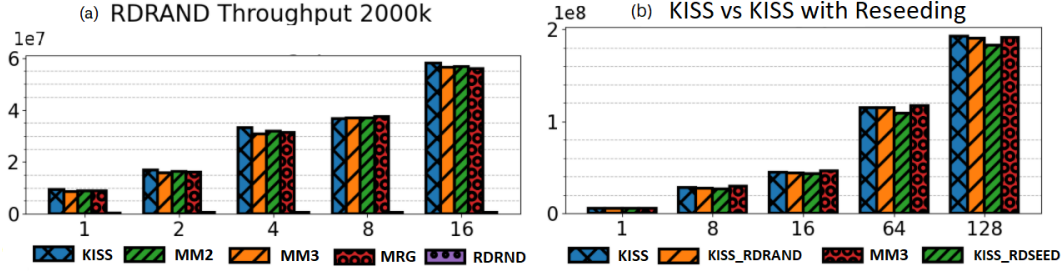 (a) RDRAND Throughput 2000k
1e7
6
4
2
0
1 2 4 8 16
KISS MM2 MM3 MRG RDRND
(b) KISS vs KISS with Reseeding
1e8
2
1
0
1 8 16 64 128
KISS KISS_RDRAND MM3 KISS_RDSEED